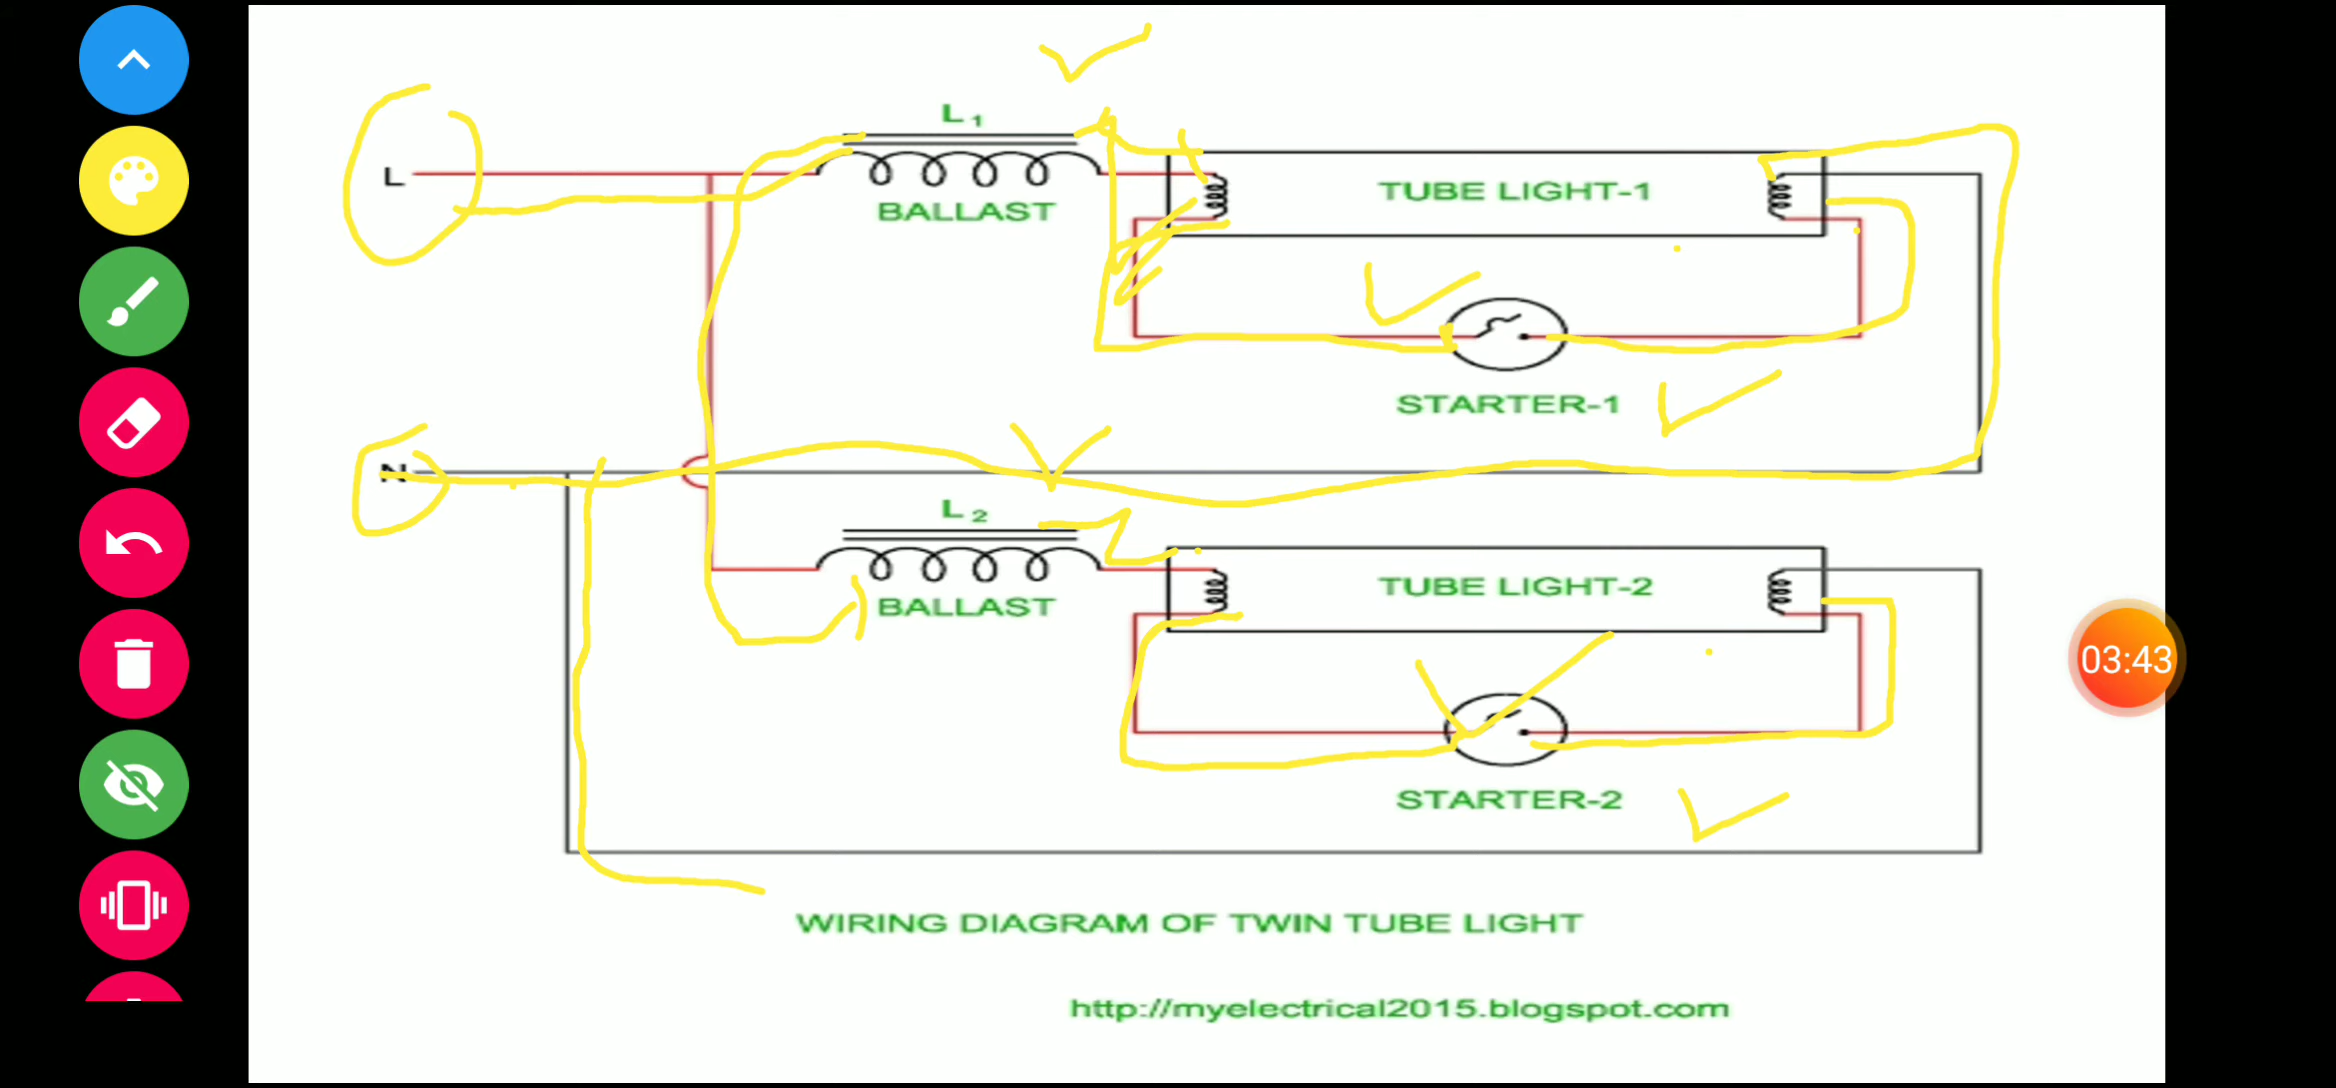 L₁
L
TUBE LIGHT-1
BALLAST
STARTER-1
N
L₂
TUBE LIGHT-2
BALLAST
03:43
STARTER-2
WIRING DIAGRAM OF TWIN TUBE LIGHT
http://myelectrical2015.blogspot.com